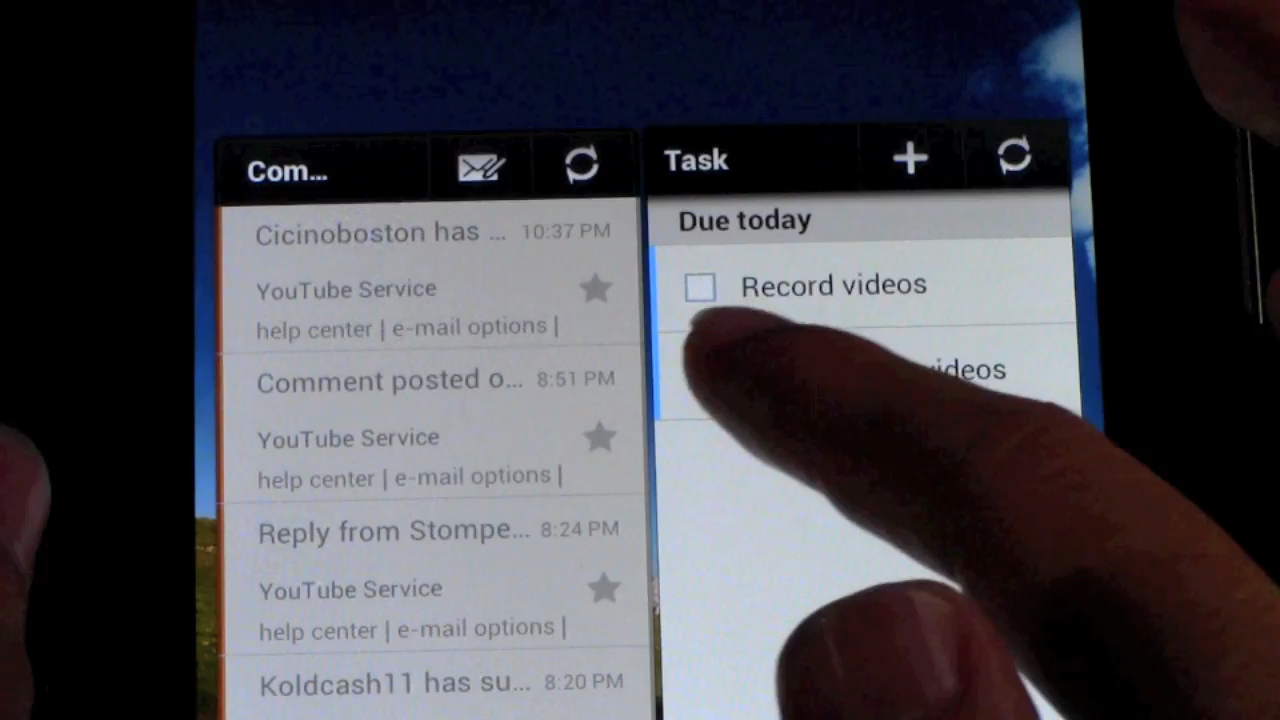 Com...
Cicinoboston has ... 10:37 PM
YouTube Service
help center | e-mail options |
Comment posted o... 8:51 PM
YouTube Service
help center | e-mail options |
Reply from Stompe... 8:24 PM
YouTube Service
help center | e-mail options |
Koldcash11 has su... 8:20 PM
Task
Due today
Record videos